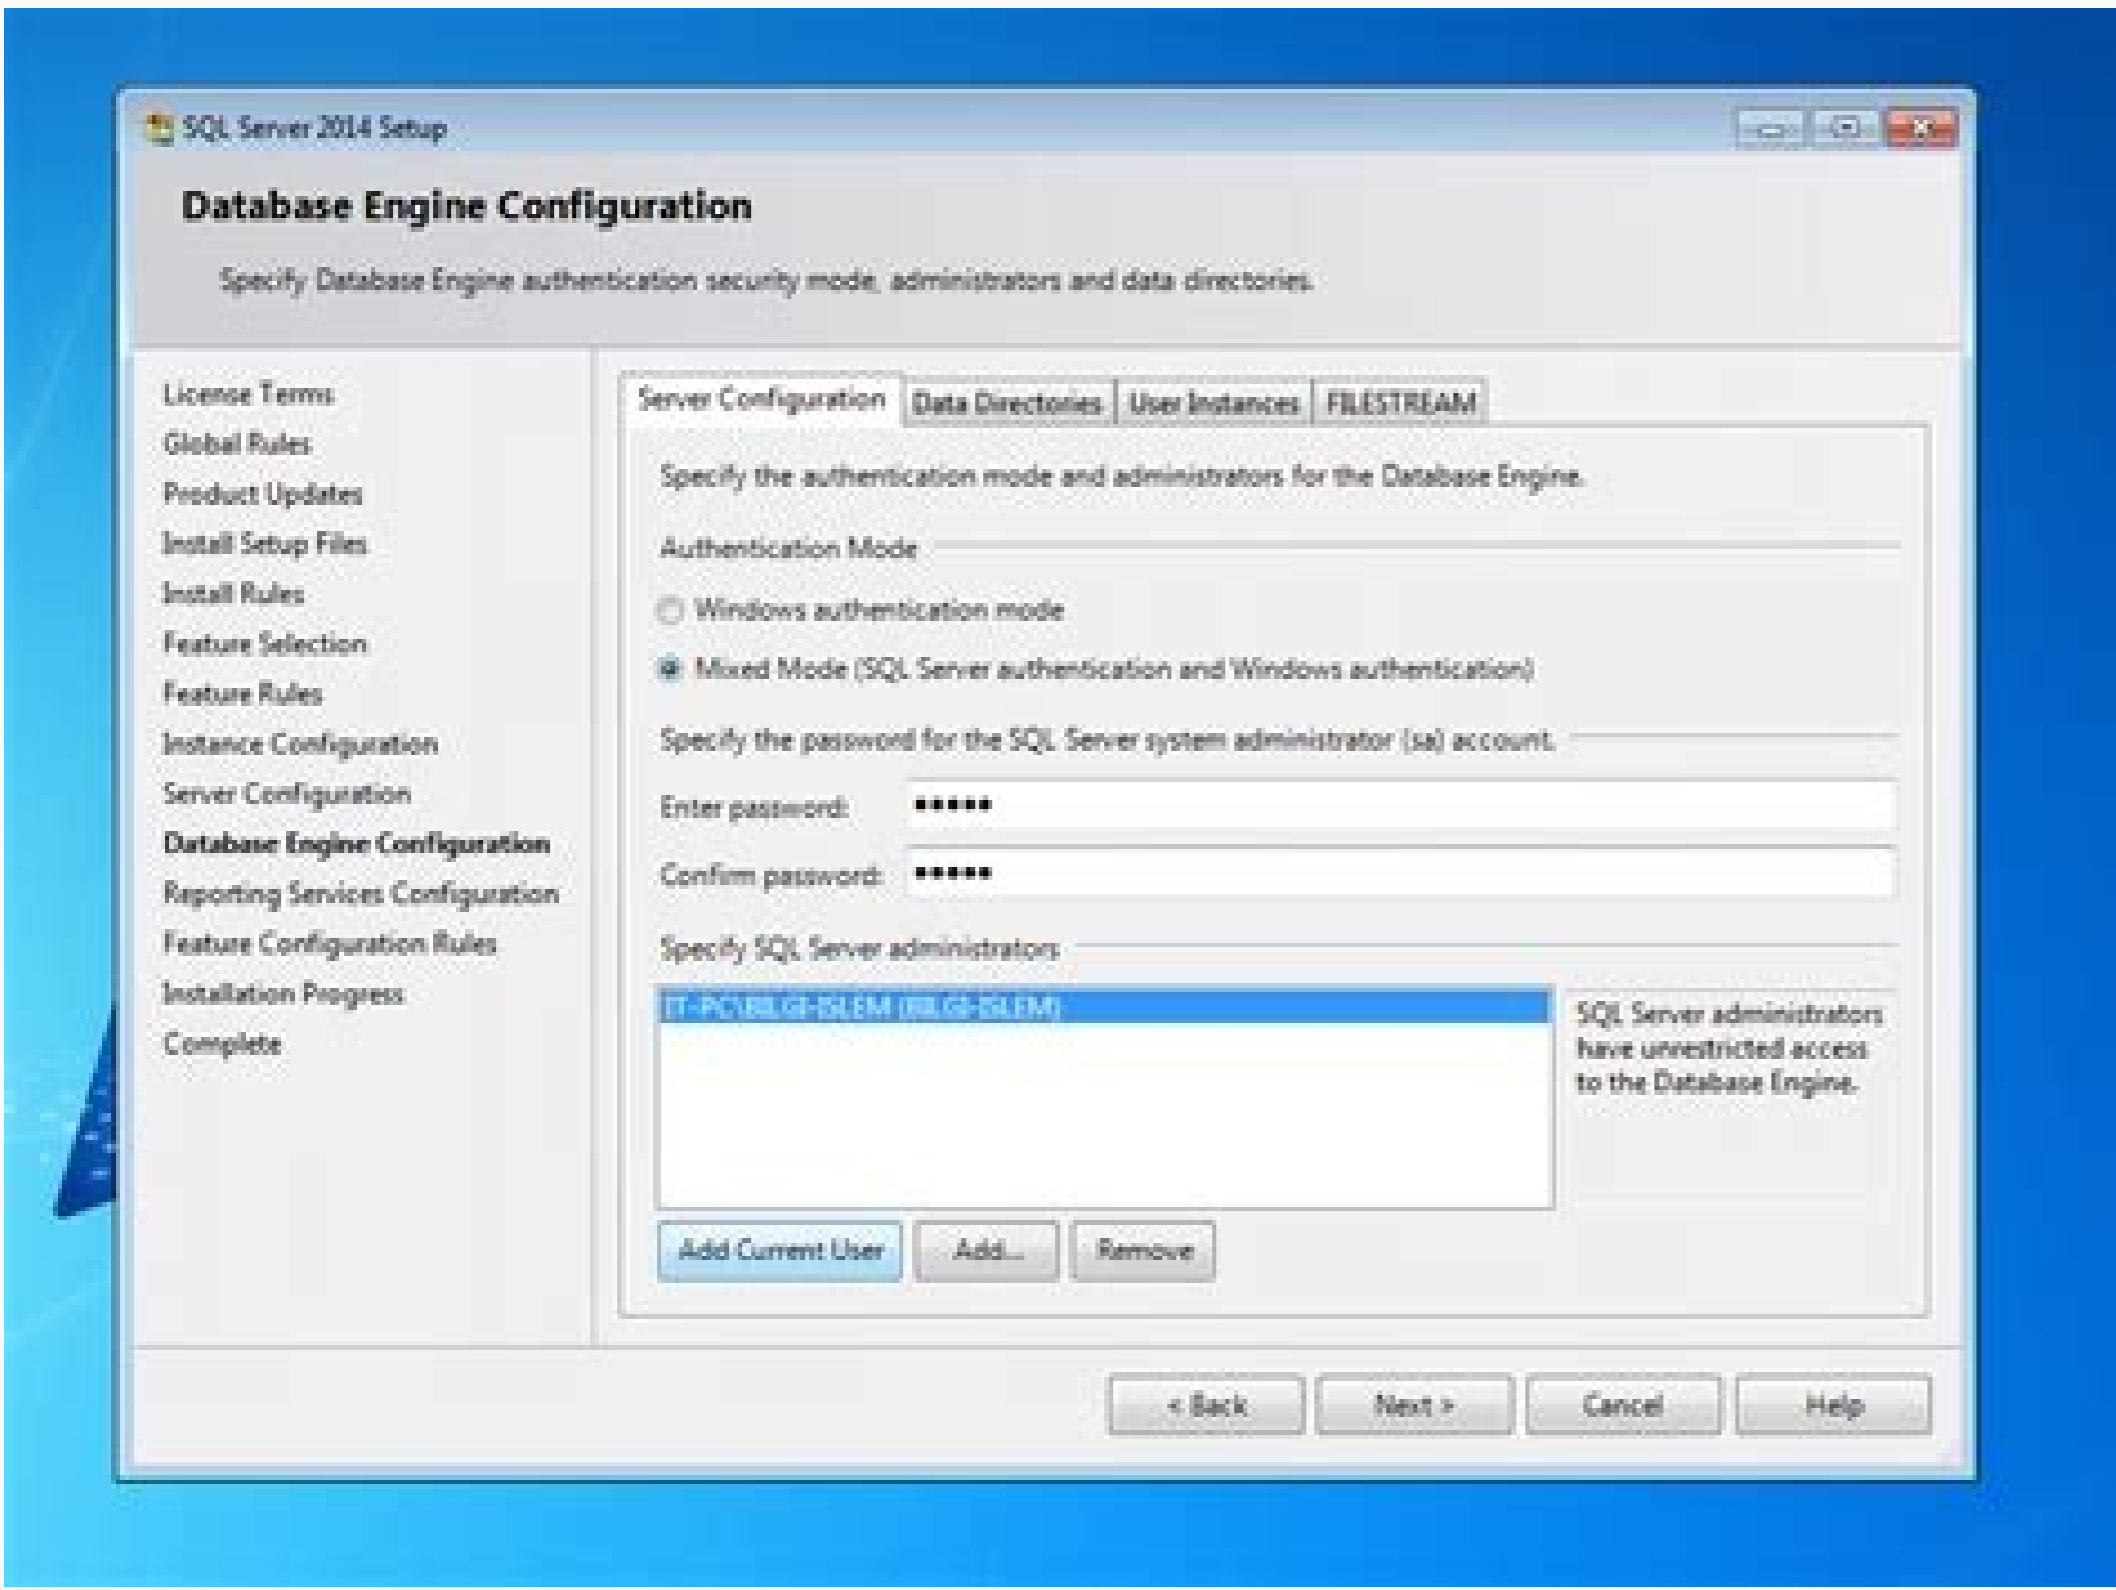 SQL Server 2014 Setup
Database Engine Configuration
Specify Database Engine authentication security mode, administrators and data directories.
License Terms
Global Rules
Product Updates
Install Setup Files
Install Rules
Feature Selection
Feature Rules
Instance Configuration
Server Configuration
Database Engine Configuration
Reporting Services Configuration
Feature Configuration Rules
Installation Progress
Complete
Server Configuration
Data Directories
User Instances
FILESTREAM
Specify the authentication mode and administrators for the Database Engine.
Authentication Mode
Windows authentication mode
Mixed Mode (SQL Server authentication and Windows authentication)
Specify the password for the SQL Server system administrator (sa) account.
Enter password: •••••
Confirm password: •••••
Specify SQL Server administrators
IT-PC\BILGI-ISLEM (BILGI-ISLEM)
SQL Server administrators
have unrestricted access
to the Database Engine.
Add Current User
Add...
Remove
< Back
Next >
Cancel
Help